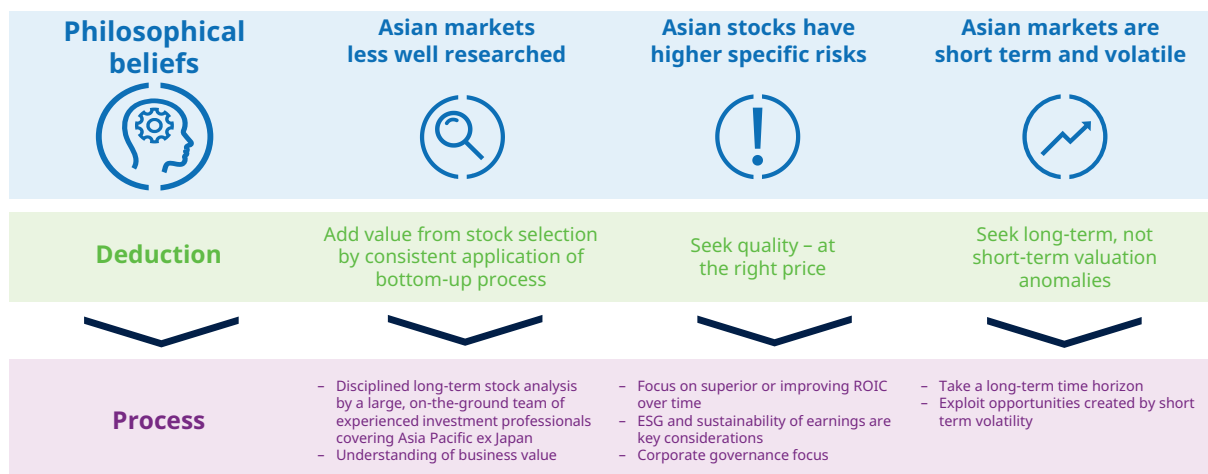 Philosophical
beliefs
Asian markets
less well researched
Asian stocks have
higher specific risks
Asian markets are
short term and volatile
Deduction
Add value from stock selection
by consistent application of
bottom-up process
Seek quality – at
the right price
Seek long-term, not
short-term valuation
anomalies
Process
– Disciplined long-term stock analysis
by a large, on-the-ground team of
experienced investment professionals
covering Asia Pacific ex Japan
– Understanding of business value
– Focus on superior or improving ROIC
over time
– ESG and sustainability of earnings are
key considerations
– Corporate governance focus
– Take a long-term time horizon
– Exploit opportunities created by short
term volatility